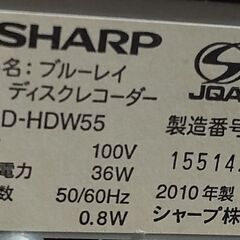 SHARP
名：ブルーレイ
ディスクレコーダー
D-HDW55
100V
電力 36W
数 50/60Hz
0.8W
S
JQA
製造番号
15514
2010年製
シャープ株